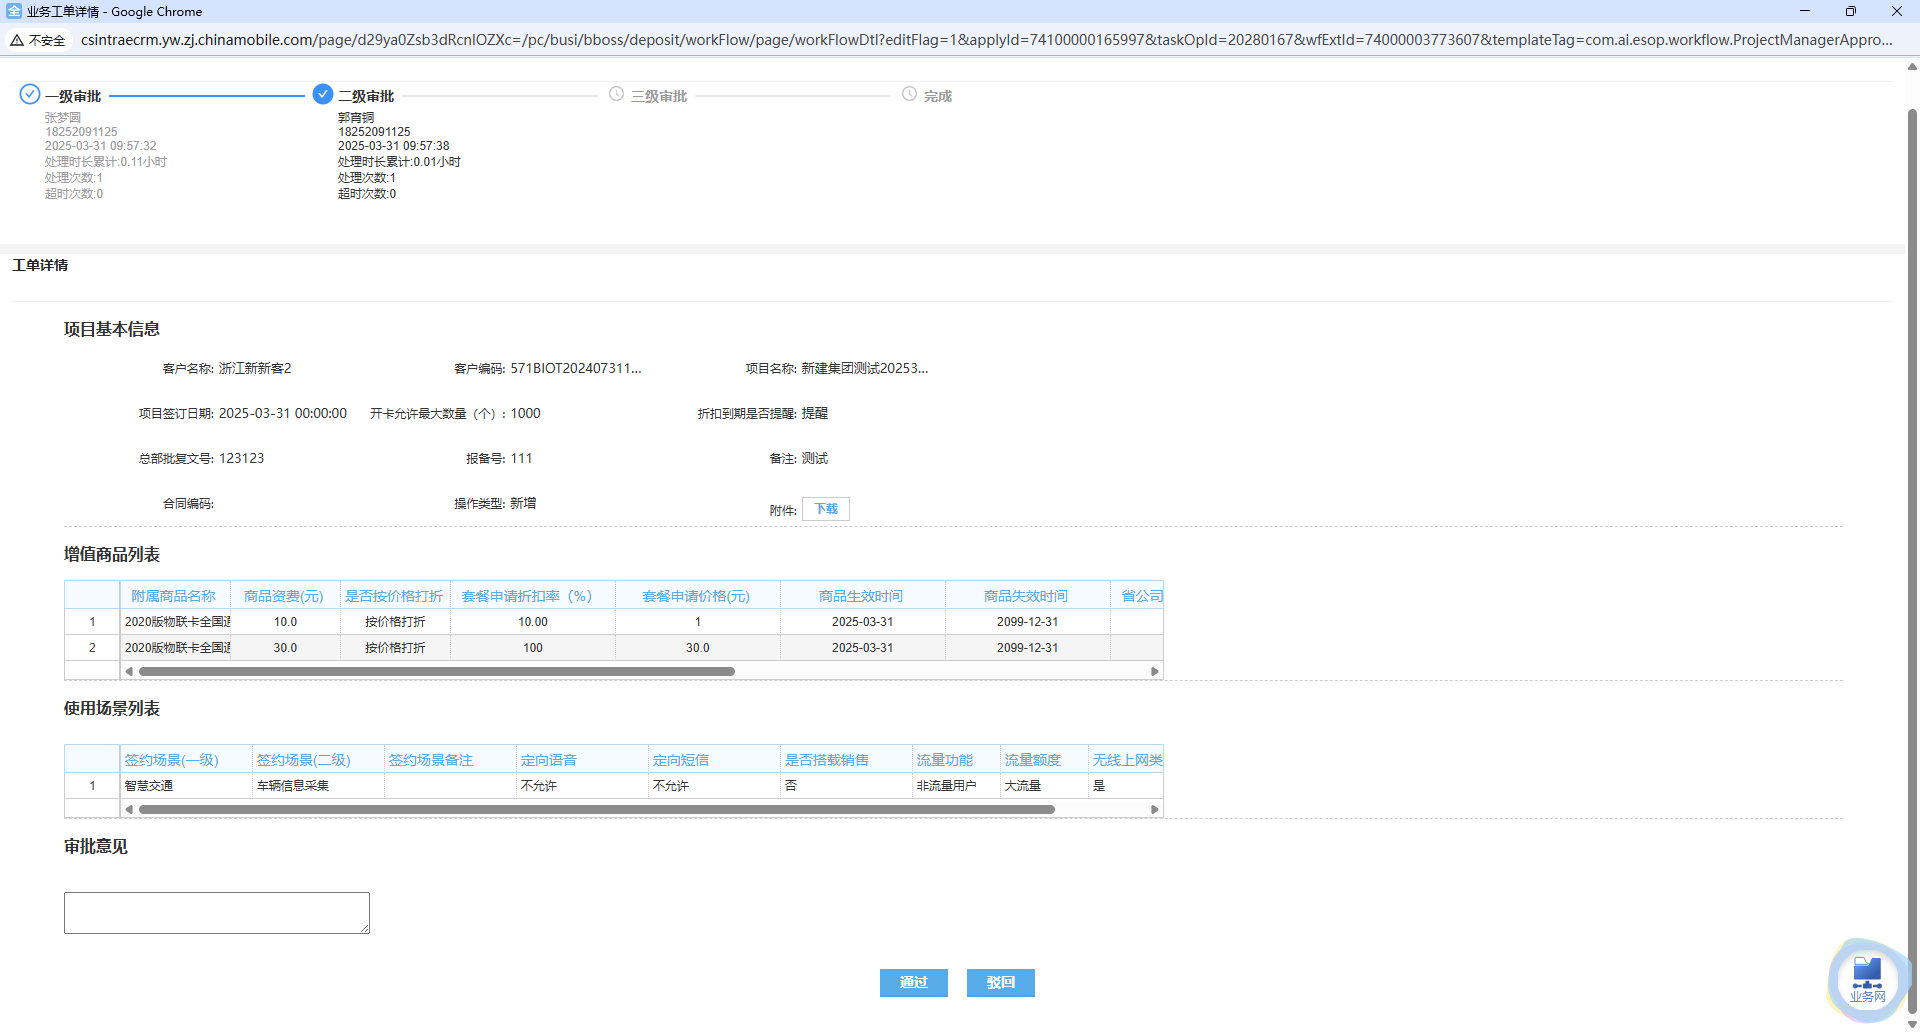 业务工单详情 - Google Chrome
不安全 csintraecrm.yw.zj.chinamobile.com/page/d29ya0Zsb3dRcnlOZXc=/pc/busi/bboss/deposit/workFlow/page/workFlowDtl?editFlag=1&applyId=74100000165997&taskOpId=20280167&wfExtId=74000003773607&templateTag=com.ai.esop.workflow.ProjectManagerAppro...
一级审批 二级审批 三级审批 完成
张梦圆 郭宵铜
18252091125 18252091125
2025-03-31 09:57:32 2025-03-31 09:57:38
处理时长累计:0.11小时 处理时长累计:0.01小时
处理次数:1 处理次数:1
超时次数:0 超时次数:0
工单详情
项目基本信息
客户名称: 浙江新新客2 客户编码: 571BIOT202407311... 项目名称: 新建集团测试20253...
项目签订日期: 2025-03-31 00:00:00 开卡允许最大数量（个）: 1000 折扣到期是否提醒: 提醒
总部批复文号: 123123 报备号: 111 备注: 测试
合同编码: 操作类型: 新增 附件: 下载
增值商品列表
附属商品名称 商品资费(元) 是否按价格打折 套餐申请折扣率（%） 套餐申请价格(元) 商品生效时间 商品失效时间 省公司
1 2020版物联卡全国 10.0 按价格打折 10.00 1 2025-03-31 2099-12-31
2 2020版物联卡全国 30.0 按价格打折 100 30.0 2025-03-31 2099-12-31
使用场景列表
签约场景(一级) 签约场景(二级) 签约场景备注 定向语音 定向短信 是否搭载销售 流量功能 流量额度 无线上网类
1 智慧交通 车辆信息采集 不允许 不允许 否 非流量用户 大流量 是
审批意见
通过 驳回
业务网